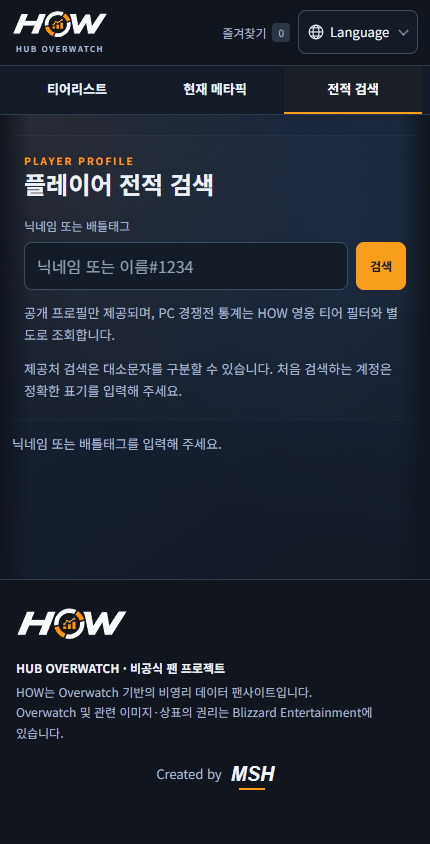 HOW
HUB OVERWATCH
즐겨찾기 0
Language
티어리스트 현재 메타픽 전적 검색
PLAYER PROFILE
플레이어 전적 검색
닉네임 또는 배틀태그
닉네임 또는 이름#1234 검색
공개 프로필만 제공되며, PC 경쟁전 통계는 HOW 영웅 티어 필터와 별
도로 조회합니다.
제공처 검색은 대소문자를 구분할 수 있습니다. 처음 검색하는 계정은
정확한 표기를 입력해 주세요.
닉네임 또는 배틀태그를 입력해 주세요.
HOW
HUB OVERWATCH · 비공식 팬 프로젝트
HOW는 Overwatch 기반의 비영리 데이터 팬사이트입니다.
Overwatch 및 관련 이미지·상표의 권리는 Blizzard Entertainment에
있습니다.
Created by MSH